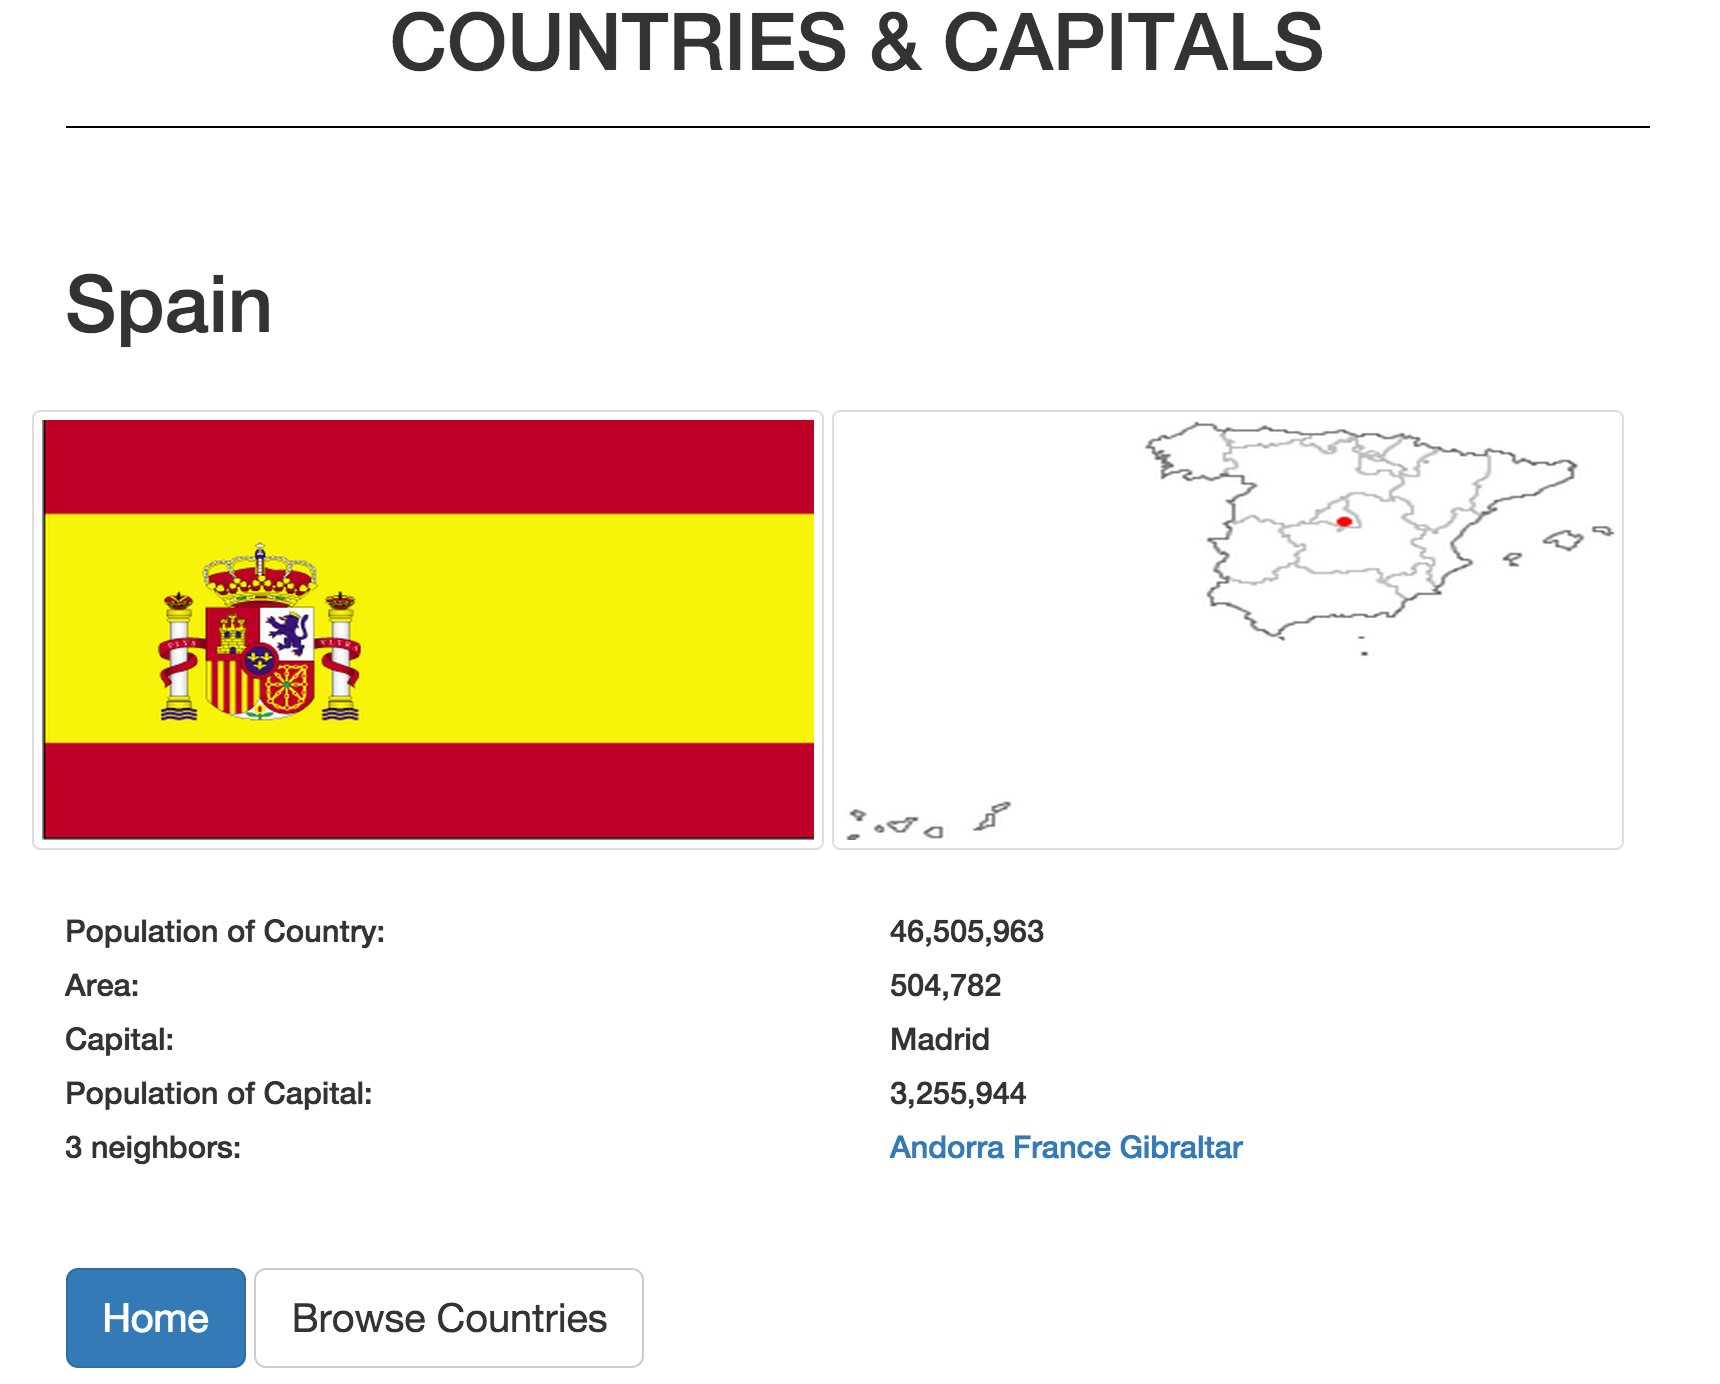 COUNTRIES & CAPITALS
Spain
Population of Country: 46,505,963
Area: 504,782
Capital: Madrid
Population of Capital: 3,255,944
3 neighbors: Andorra France Gibraltar
Home Browse Countries